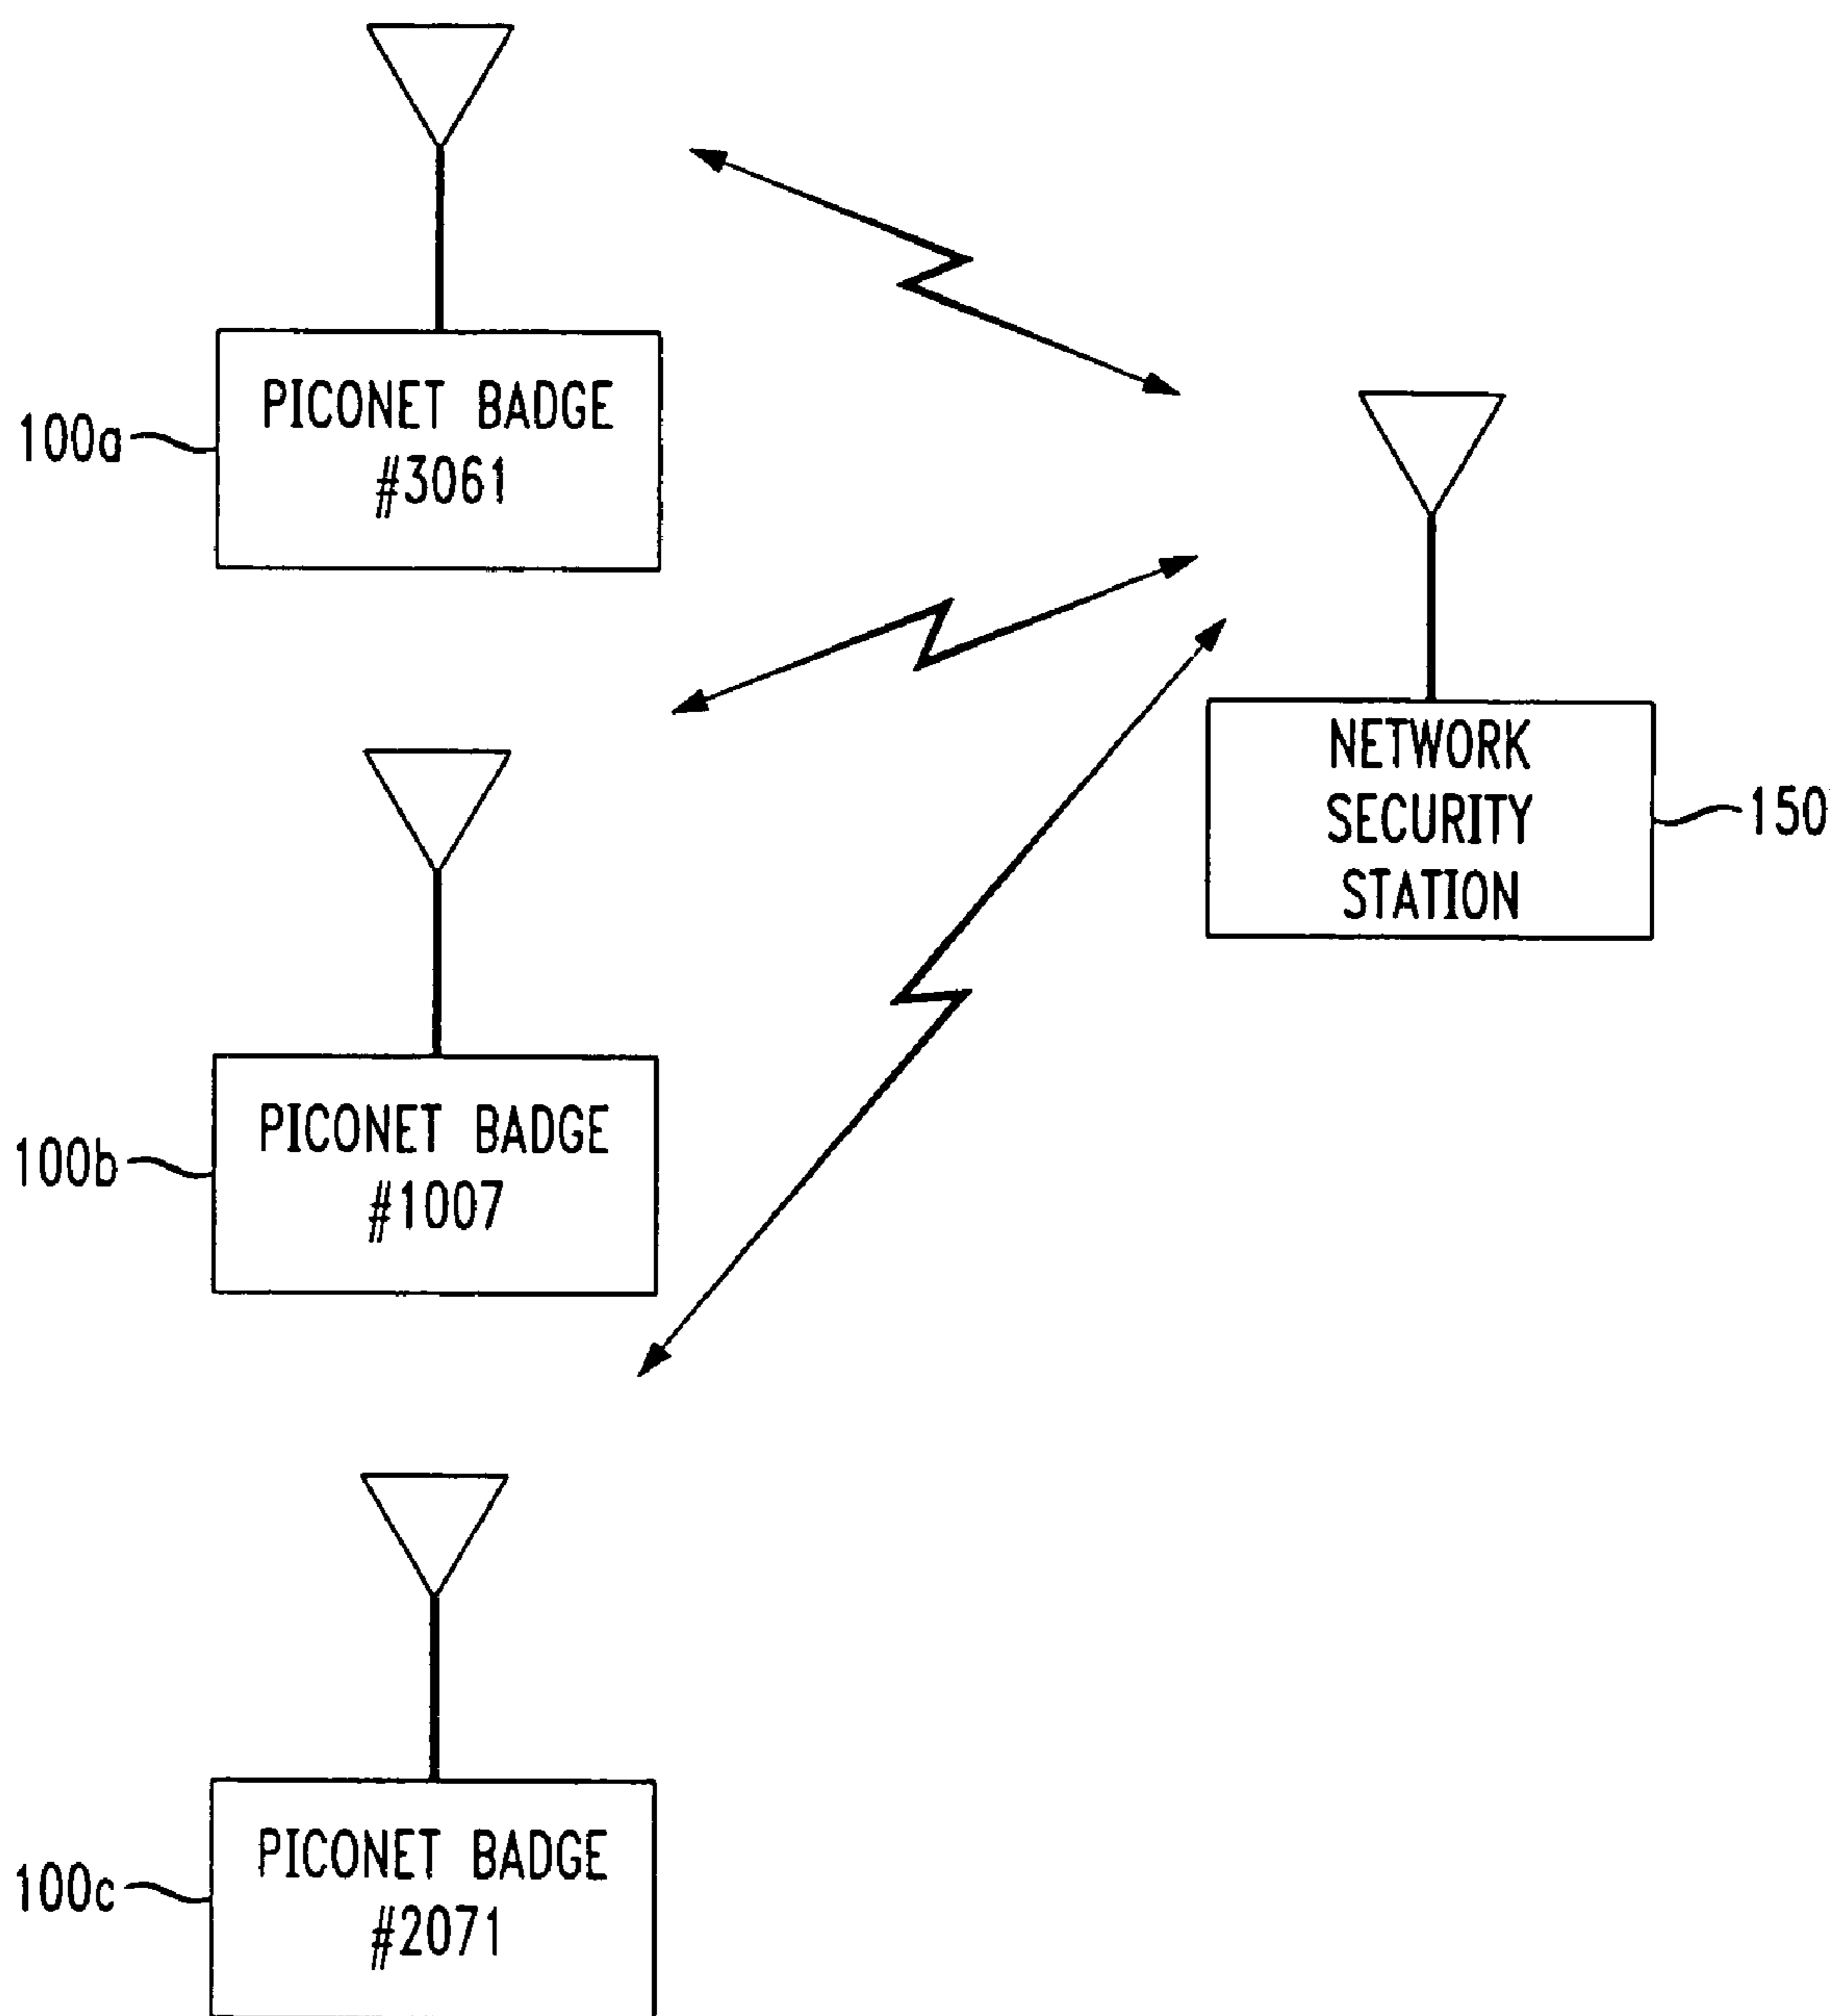 PICONET BADGE
#3061
100a
NETWORK
SECURITY
STATION
150
PICONET BADGE
#1007
100b
PICONET BADGE
#2071
100c